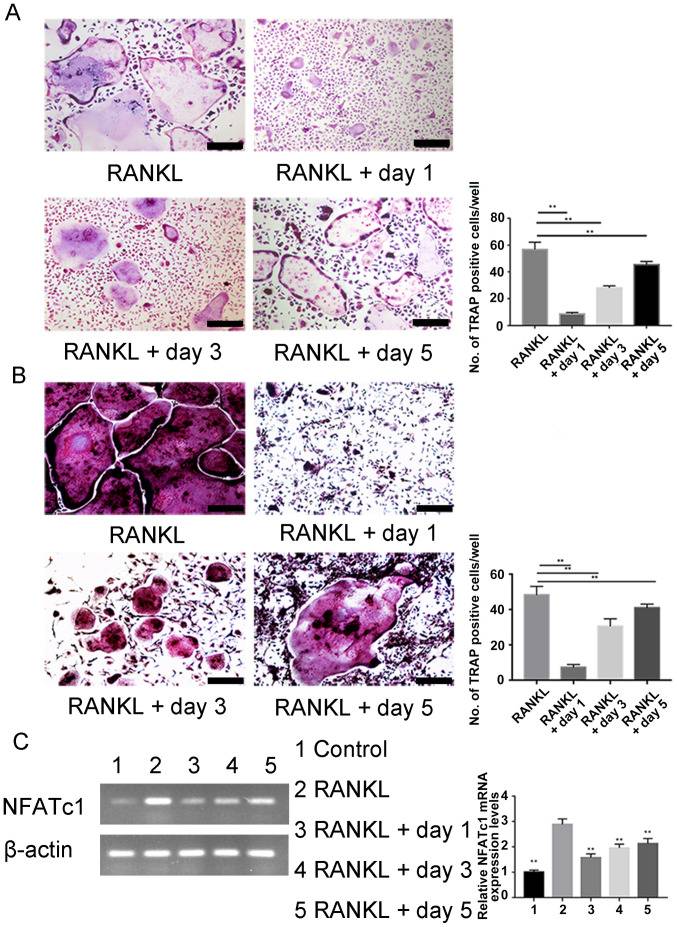 A
RANKL
RANKL + day 1
RANKL + day 3
RANKL + day 5
No. of TRAP positive cells/well
80
60
40
20
0
**
**
**
RANKL
RANKL
+ day 1
RANKL
+ day 3
RANKL
+ day 5
B
RANKL
RANKL + day 1
RANKL + day 3
RANKL + day 5
No. of TRAP positive cells/well
60
40
20
0
**
**
**
RANKL
RANKL
+ day 1
RANKL
+ day 3
RANKL
+ day 5
C
1 2 3 4 5
NFATc1
β-actin
1 Control
2 RANKL
3 RANKL + day 1
4 RANKL + day 3
5 RANKL + day 5
Relative NFATc1 mRNA
expression levels
4
3
2
1
0
**
**
**
**
1 2 3 4 5